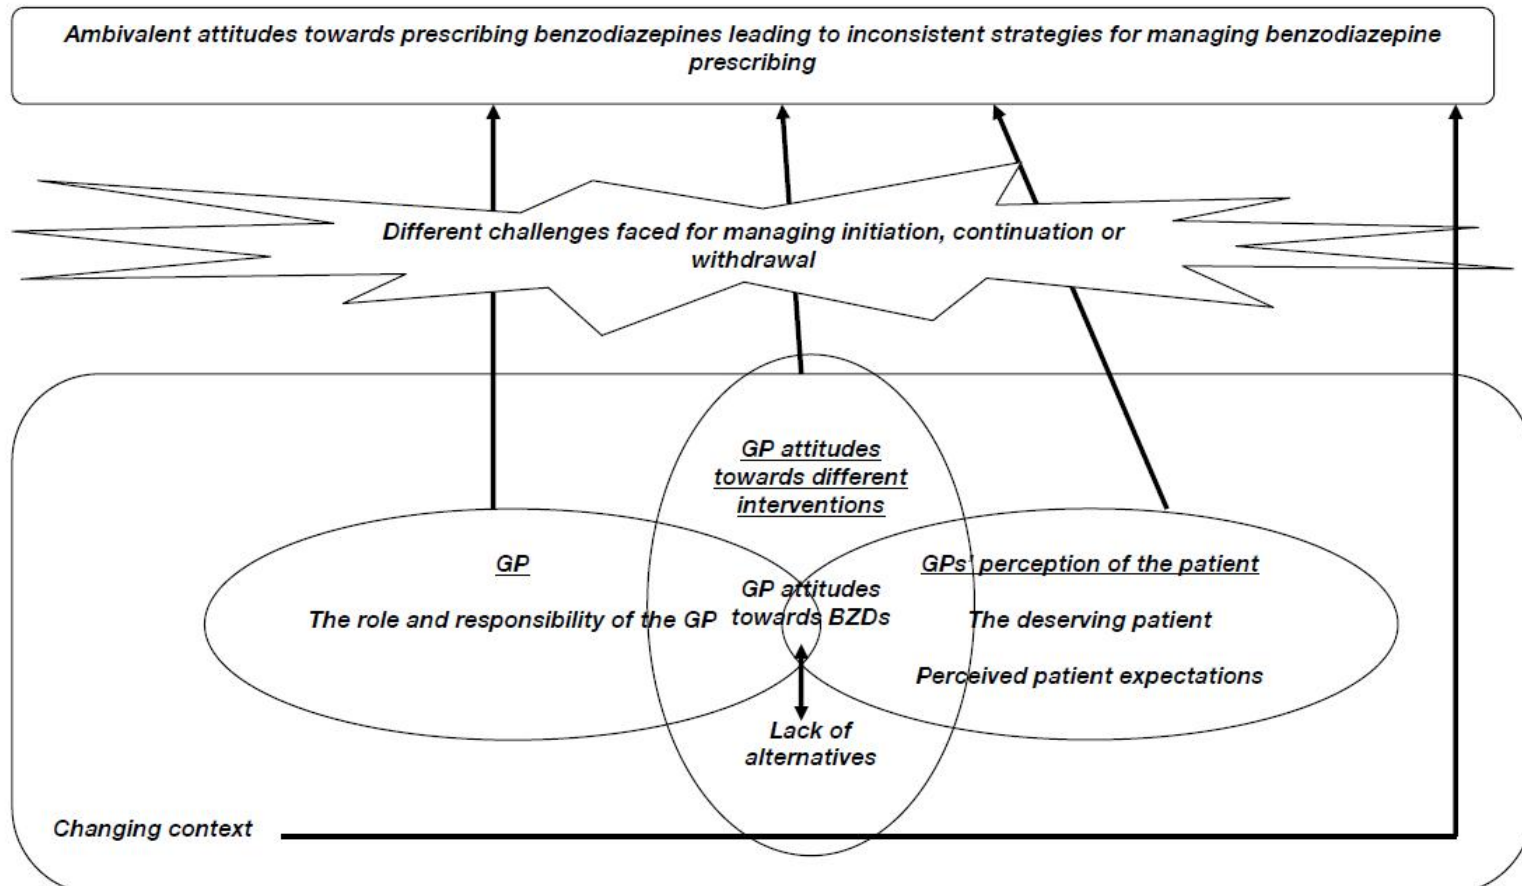 Ambivalent attitudes towards prescribing benzodiazepines leading to inconsistent strategies for managing benzodiazepine
prescribing
Different challenges faced for managing initiation, continuation or
withdrawal
GP attitudes
towards different
interventions
GP
The role and responsibility of the GP
GP attitudes
towards BZDs
GPs' perception of the patient
The deserving patient
Perceived patient expectations
Lack of
alternatives
Changing context